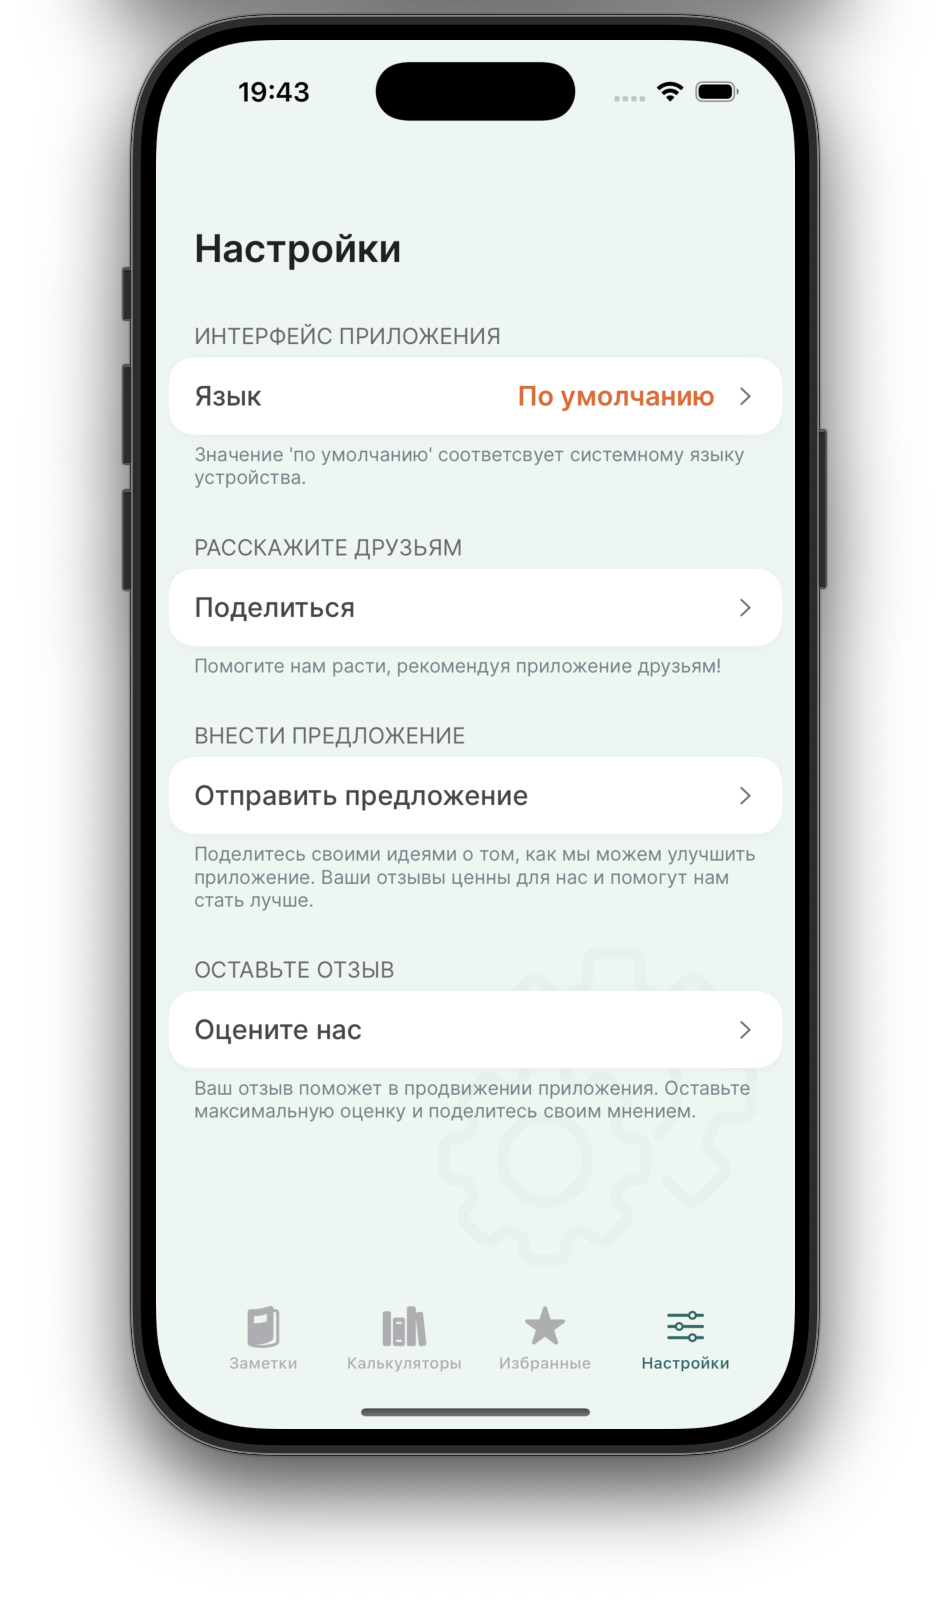 19:43
Настройки
ИНТЕРФЕЙС ПРИЛОЖЕНИЯ
Язык По умолчанию
Значение 'по умолчанию' соответсвует системному языку
устройства.
РАССКАЖИТЕ ДРУЗЬЯМ
Поделиться
Помогите нам расти, рекомендуя приложение друзьям!
ВНЕСТИ ПРЕДЛОЖЕНИЕ
Отправить предложение
Поделитесь своими идеями о том, как мы можем улучшить
приложение. Ваши отзывы ценны для нас и помогут нам
стать лучше.
ОСТАВЬТЕ ОТЗЫВ
Оцените нас
Ваш отзыв поможет в продвижении приложения. Оставьте
максимальную оценку и поделитесь своим мнением.
Заметки Калькуляторы Избранные Настройки